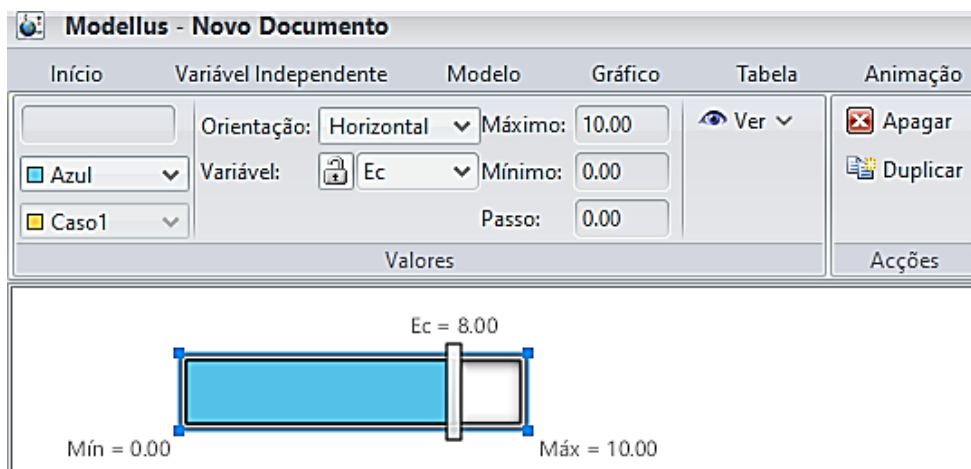 Modellus - Novo Documento
Início Variável Independente Modelo Gráfico Tabela Animação
Orientação: Horizontal Máximo: 10.00 Ver Apagar
Azul Variável: Ec Mínimo: 0.00 Duplicar
Caso1 Passo: 0.00
Valores Acções
Ec = 8.00
Mín = 0.00 Máx = 10.00